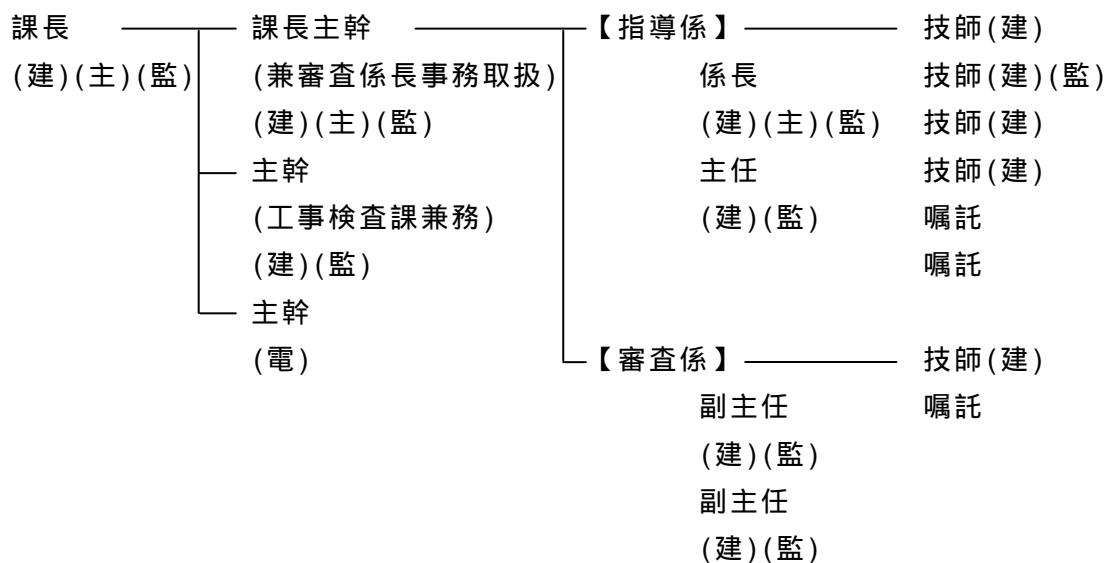 課長 課長主幹 【指導係】 技師(建)
(建)(主)(監) (兼審査係長事務取扱) 係長 技師(建)(監)
(建)(主)(監) (建)(主)(監) 技師(建)
主幹 主任 技師(建)
(工事検査課兼務) (建)(監) 嘱託
(建)(監) 嘱託
主幹
(電) 【審査係】 技師(建)
副主任 嘱託
(建)(監)
副主任
(建)(監)